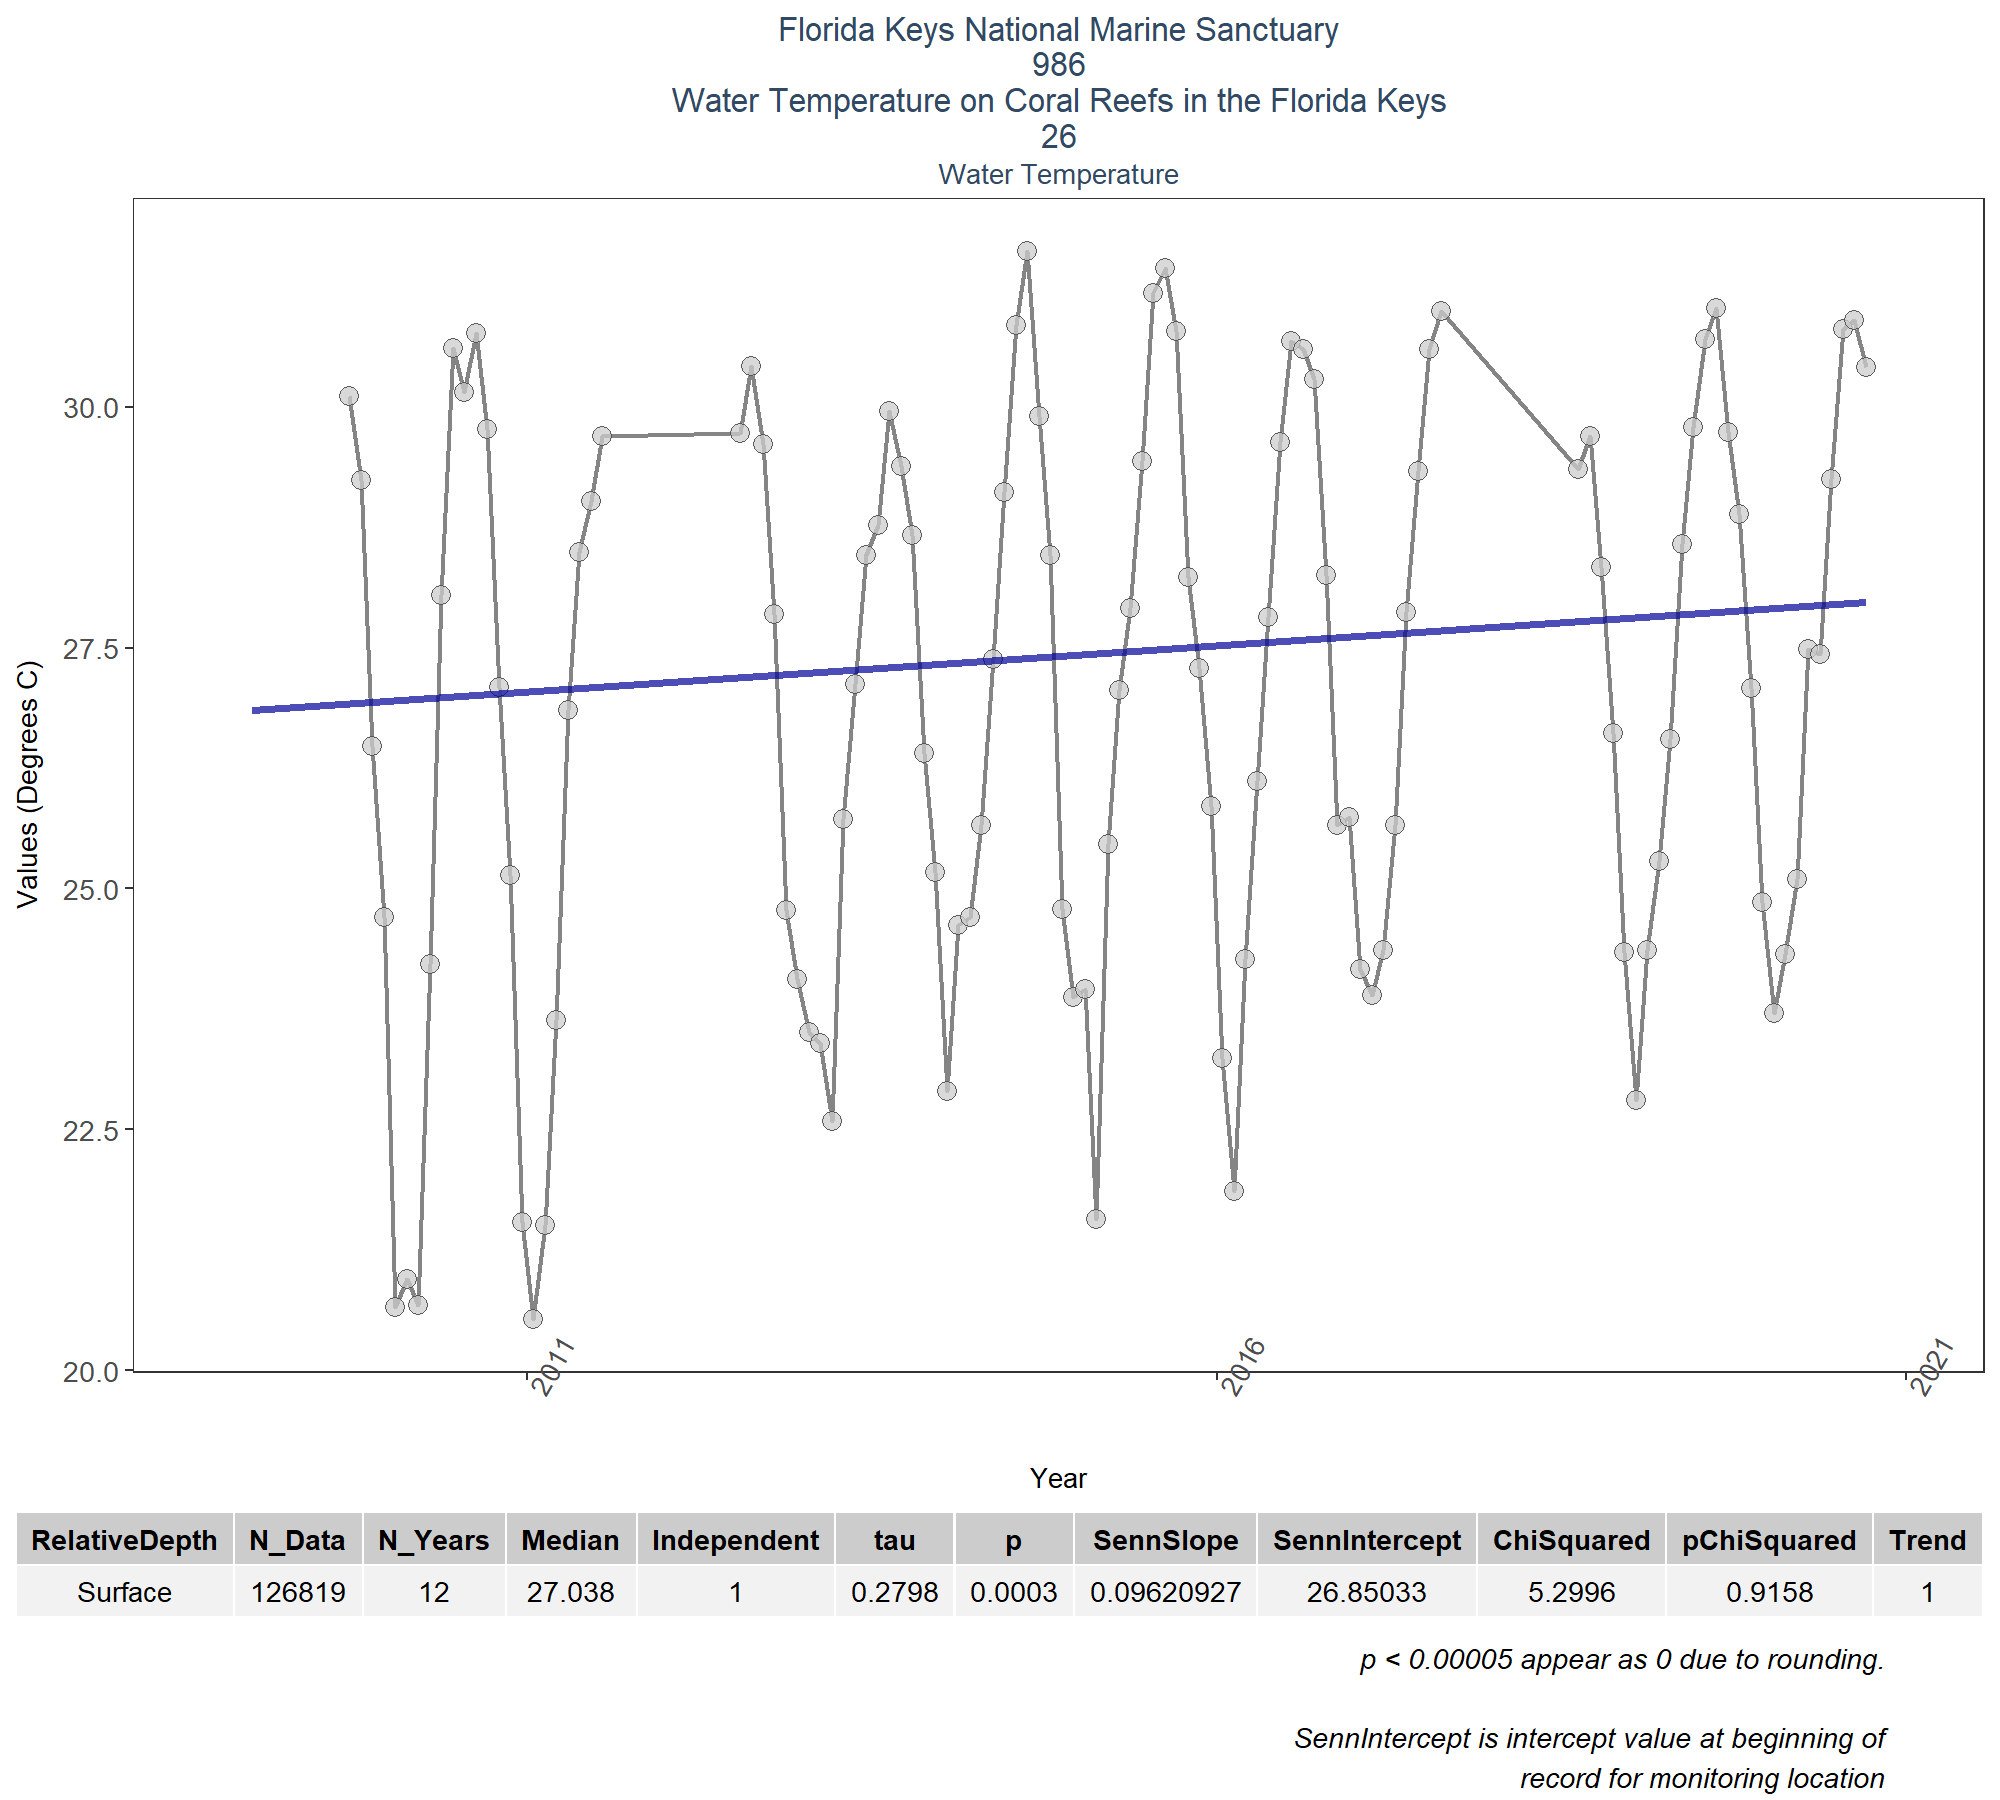 Florida Keys National Marine Sanctuary
986
Water Temperature on Coral Reefs in the Florida Keys
26
Water Temperature
Values (Degrees C)
30.0
27.5
25.0
22.5
20.0
2011 2016 2021
Year
RelativeDepth N_Data N_Years Median Independent tau p SennSlope SennIntercept ChiSquared pChiSquared Trend
Surface 126819 12 27.038 1 0.2798 0.0003 0.09620927 26.85033 5.2996 0.9158 1
p < 0.00005 appear as 0 due to rounding.
SennIntercept is intercept value at beginning of
record for monitoring location